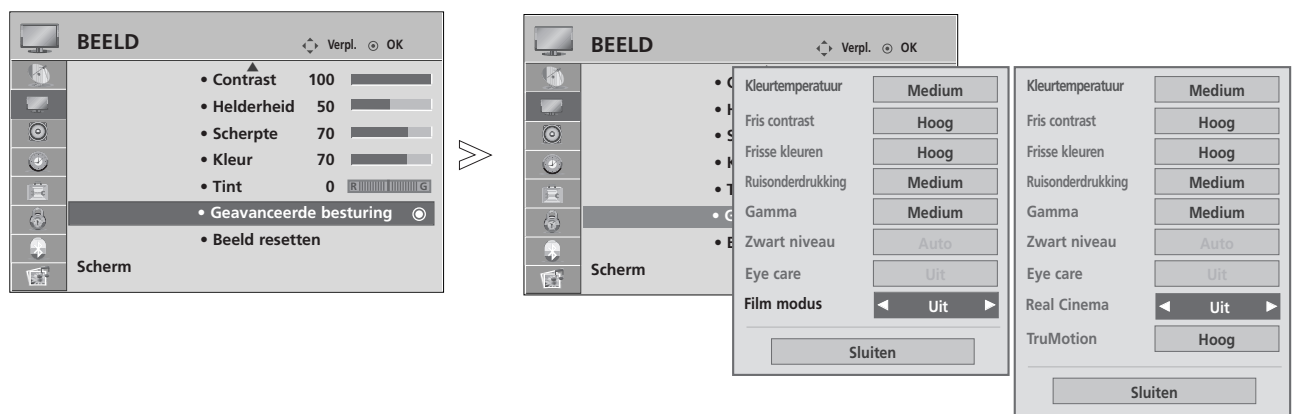 BEELD Verpl. OK
• Contrast 100
• Helderheid 50
• Scherpte 70
• Kleur 70
• Tint 0 R G
• Geavanceerde besturing
• Beeld resetten
Scherm
BEELD Verpl. OK
Scherm
Kleurtemperatuur Medium
Fris contrast Hoog
Frisse kleuren Hoog
Ruisonderdrukking Medium
Gamma Medium
Zwart niveau Auto
Eye care Uit
Film modus ◀ Uit ▶
Sluiten
Kleurtemperatuur Medium
Fris contrast Hoog
Frisse kleuren Hoog
Ruisonderdrukking Medium
Gamma Medium
Zwart niveau Auto
Eye care Uit
Real Cinema ◀ Uit ▶
TruMotion Hoog
Sluiten